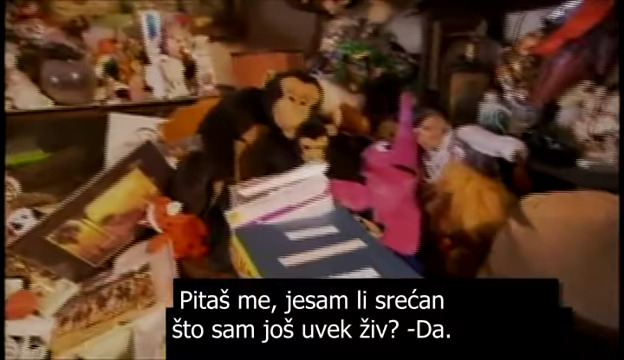 Pitaš me, jesam li srećan
što sam još uvek živ? -Da.